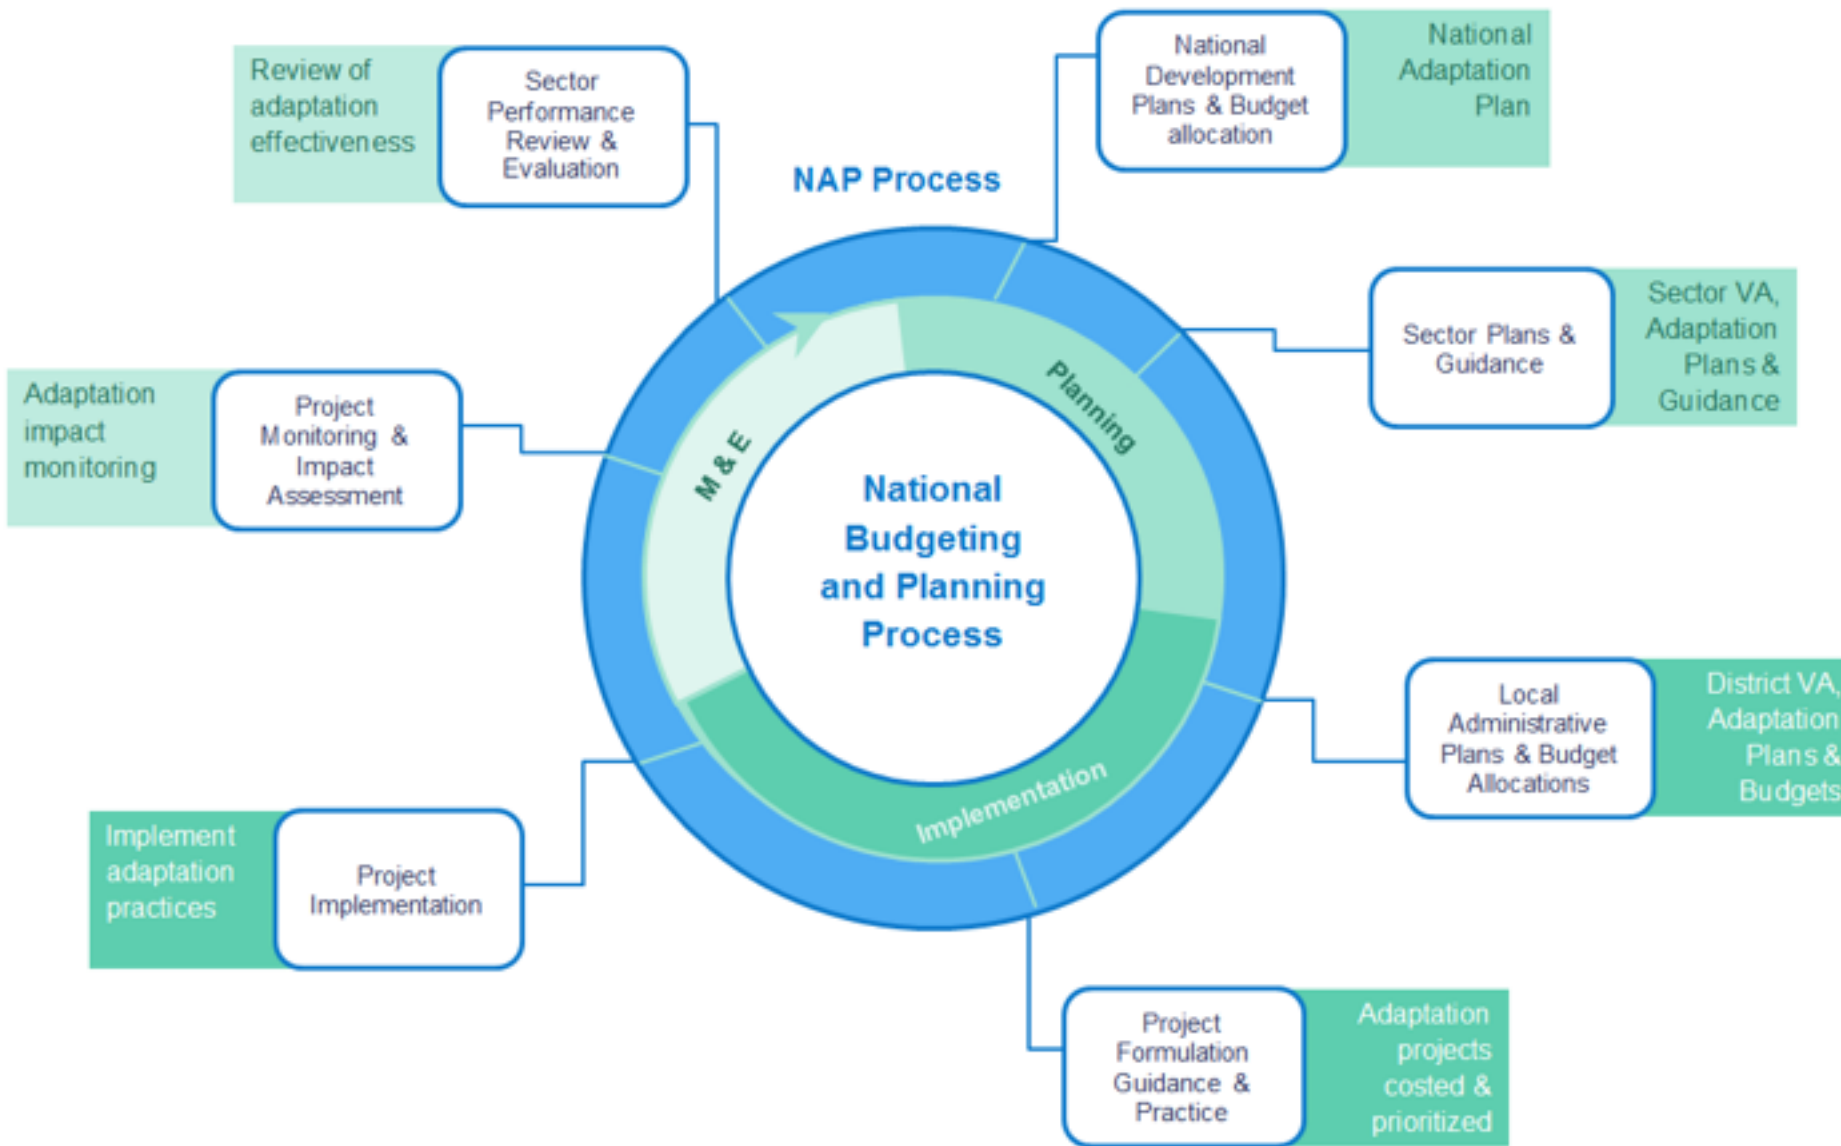 Review of
adaptation
effectiveness
Sector
Performance
Review &
Evaluation
National
Development
Plans & Budget
allocation
National
Adaptation
Plan
NAP Process
Sector Plans &
Guidance
Sector VA,
Adaptation
Plans &
Guidance
Adaptation
impact
monitoring
Project
Monitoring &
Impact
Assessment
M & E
Planning
Implementation
National
Budgeting
and Planning
Process
Local
Administrative
Plans & Budget
Allocations
District VA,
Adaptation
Plans &
Budgets
Implement
adaptation
practices
Project
Implementation
Project
Formulation
Guidance &
Practice
Adaptation
projects
costed &
prioritized